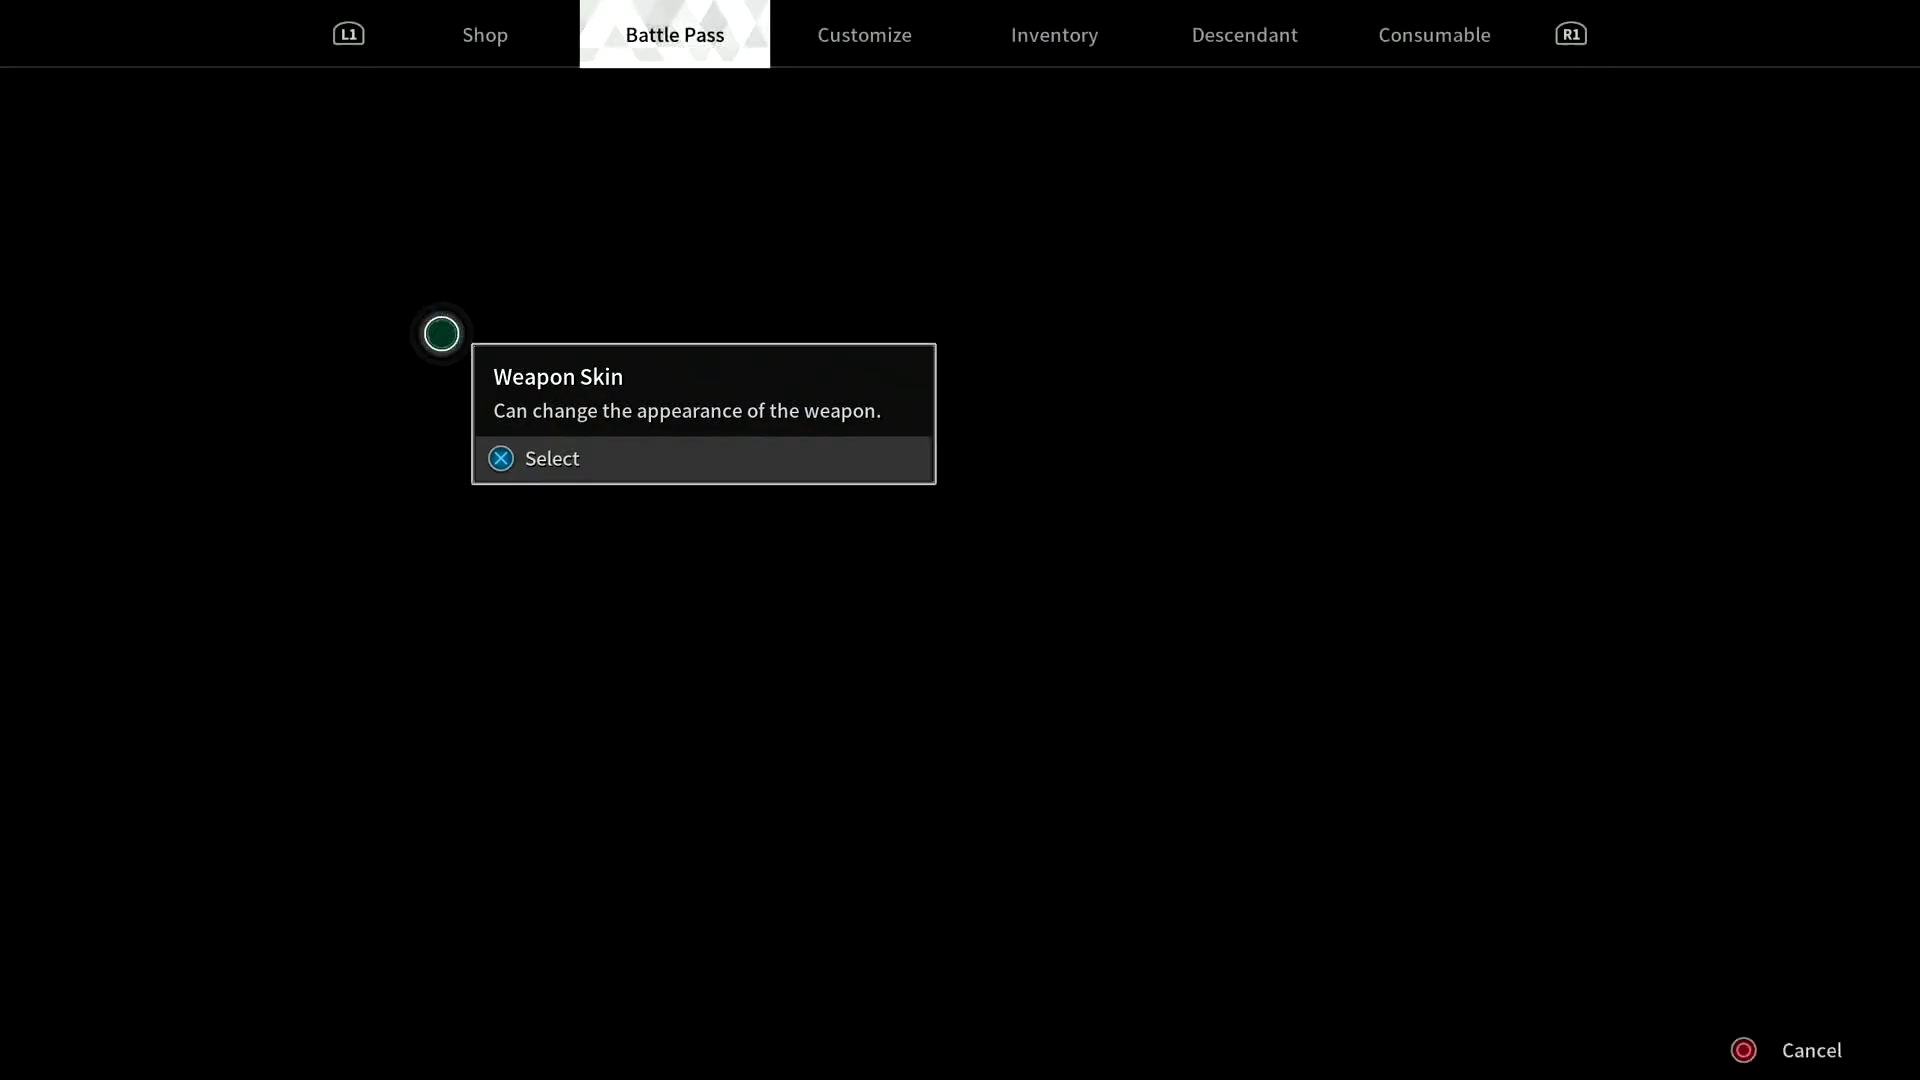 L1 Shop Battle Pass Customize Inventory Descendant Consumable R1
Weapon Skin
Can change the appearance of the weapon.
Select
Cancel